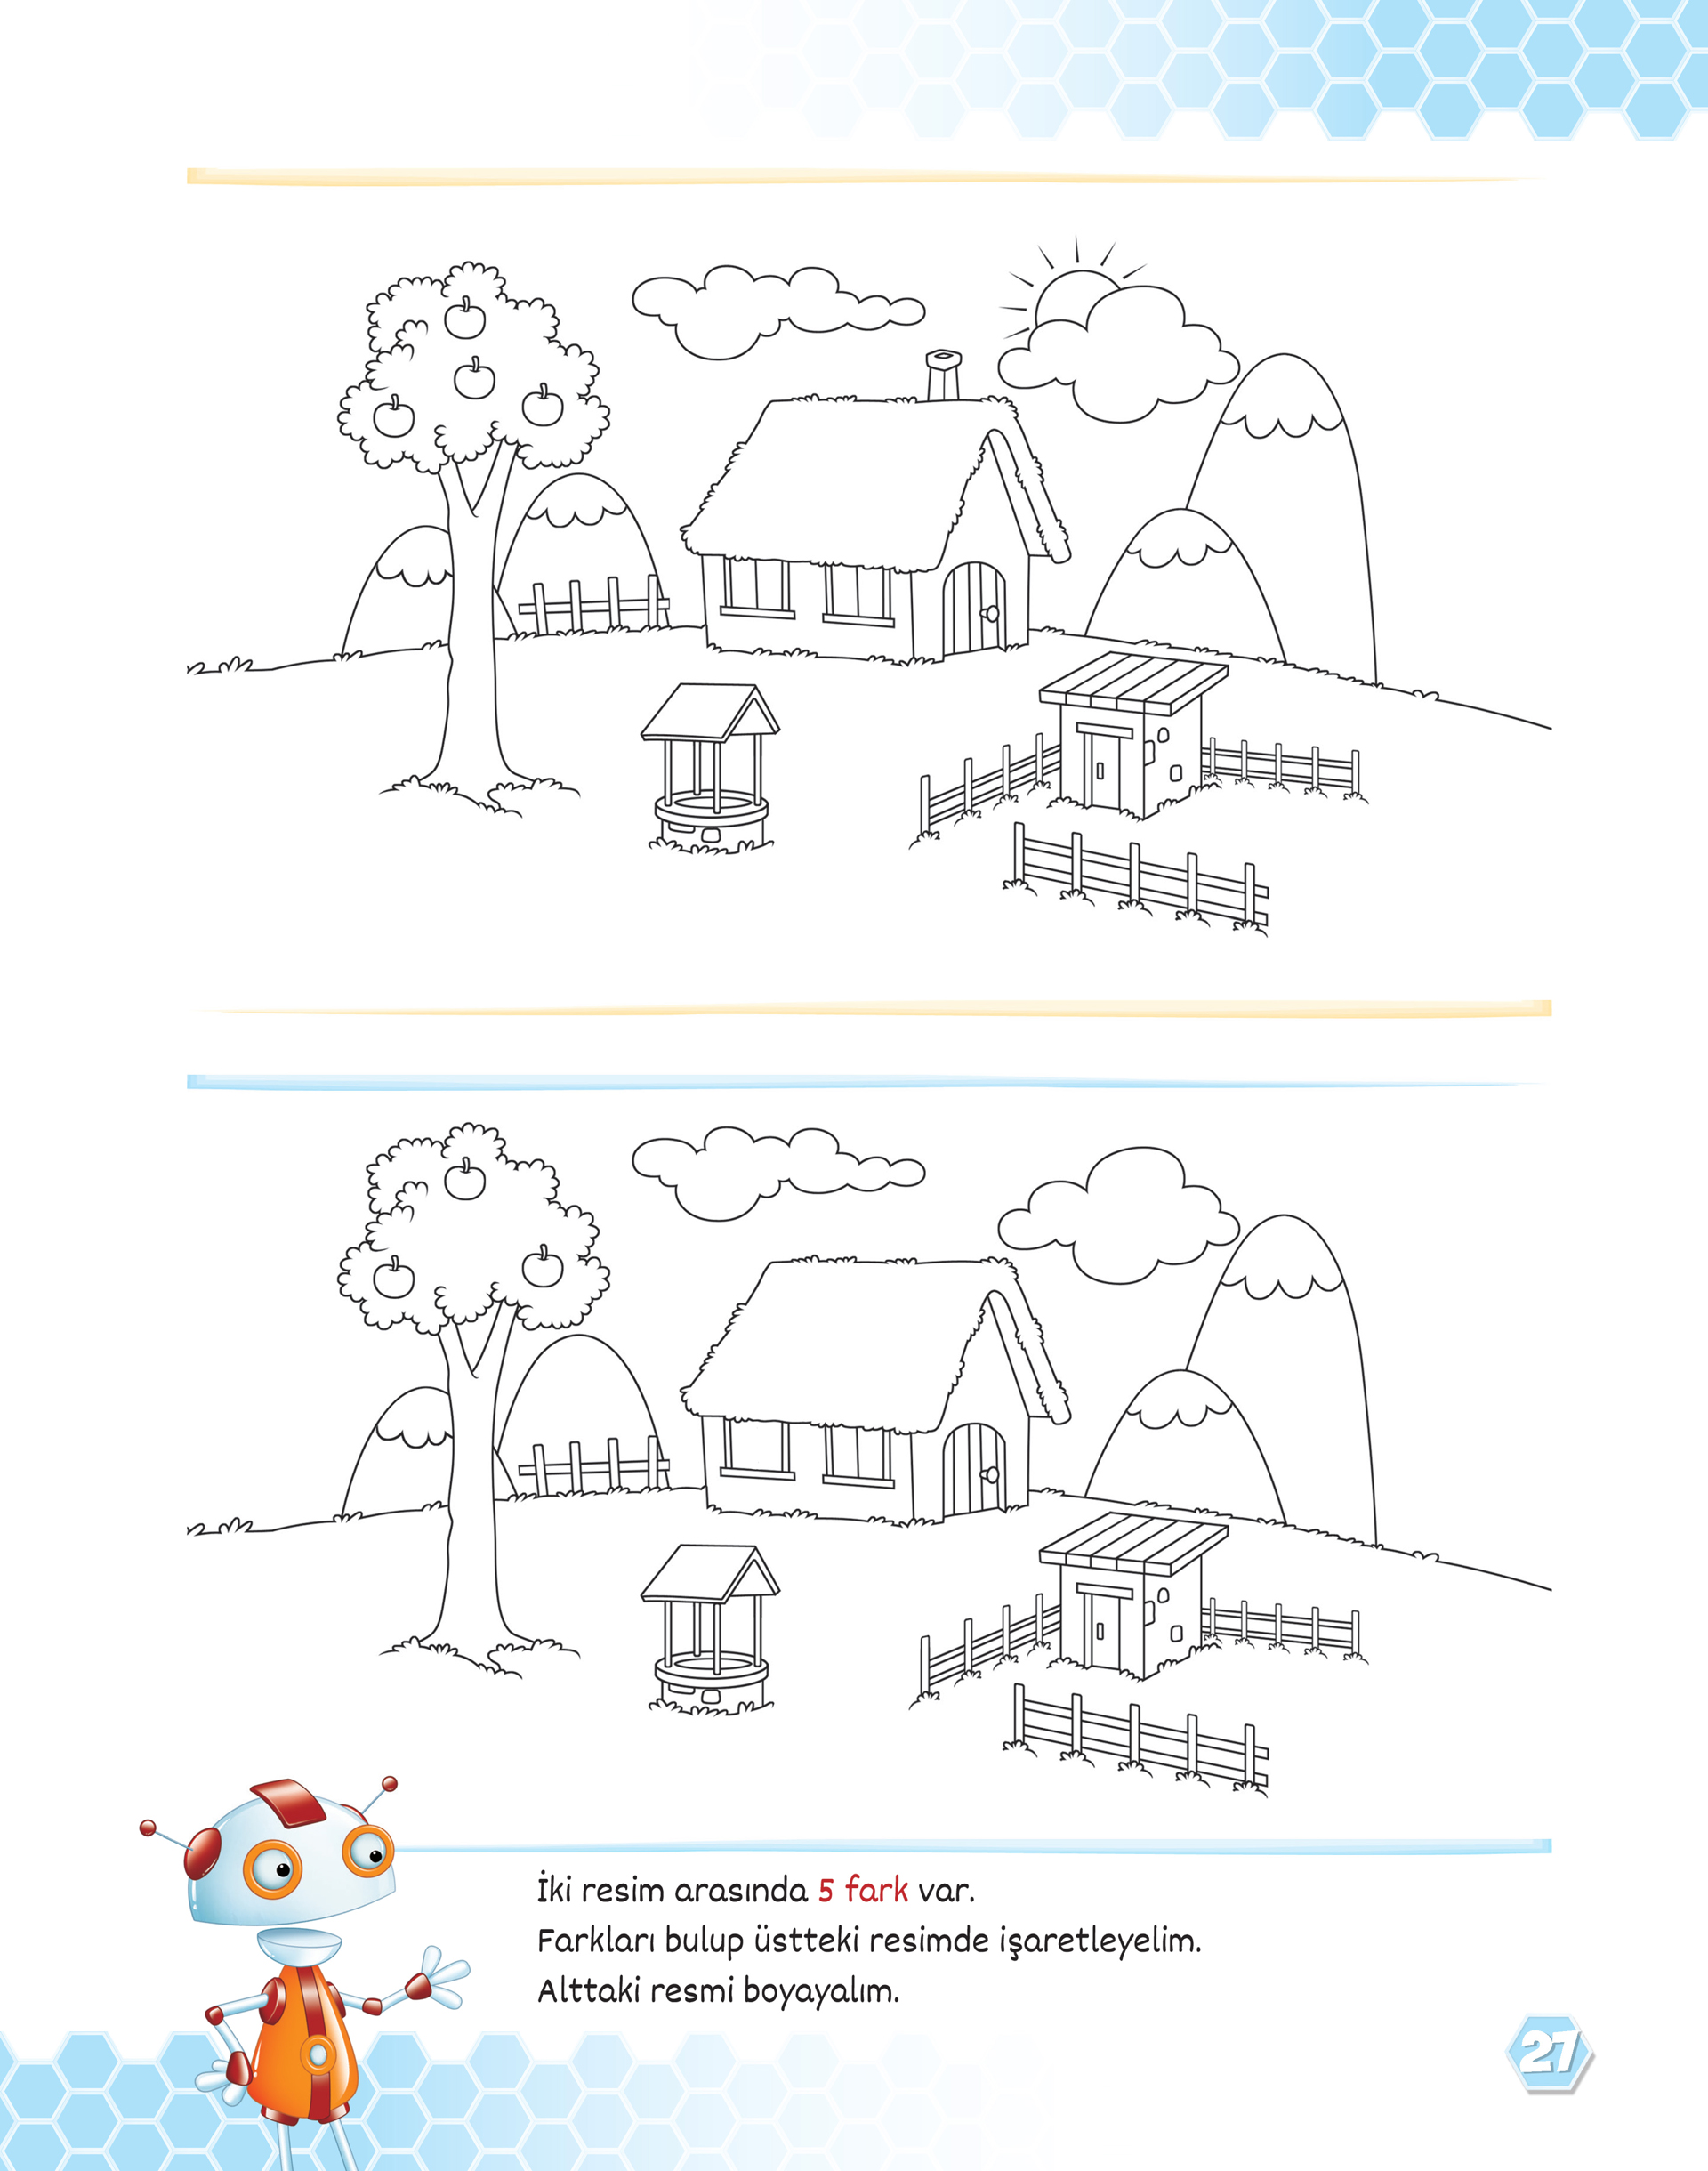 İki resim arasında 5 fark var.
Farkları bulup üstteki resimde işaretleyelim.
Alttaki resmi boyayalım.
27